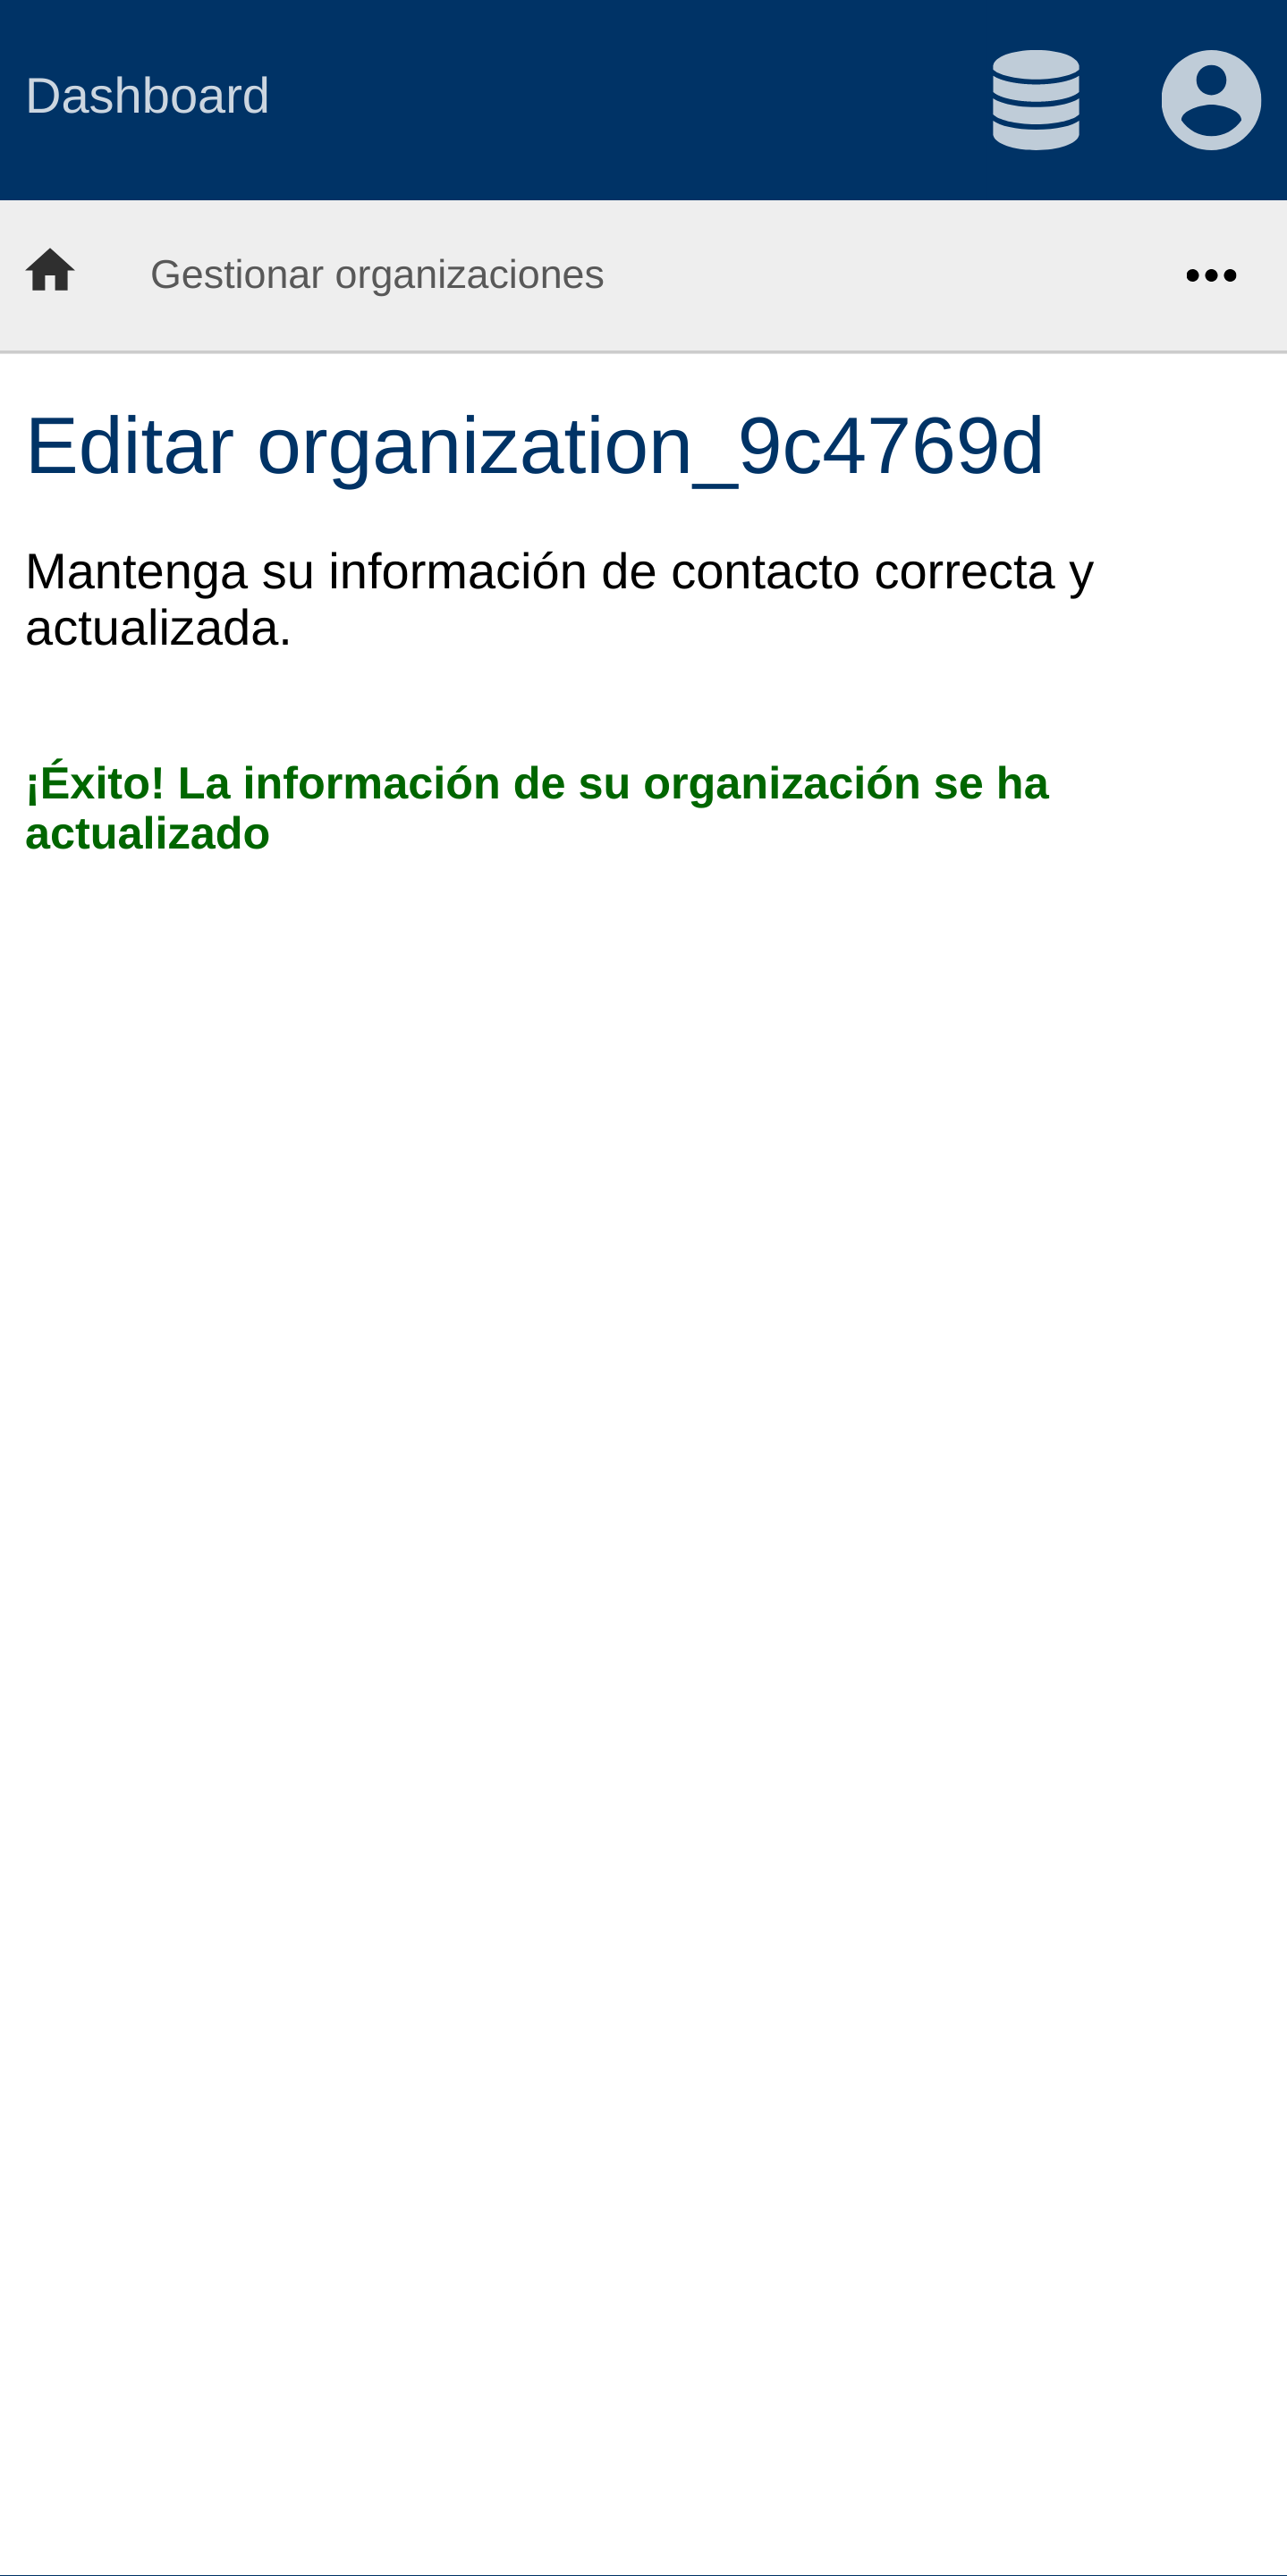 Dashboard
Gestionar organizaciones
Editar organization_9c4769d
Mantenga su información de contacto correcta y
actualizada.
¡Éxito! La información de su organización se ha
actualizado